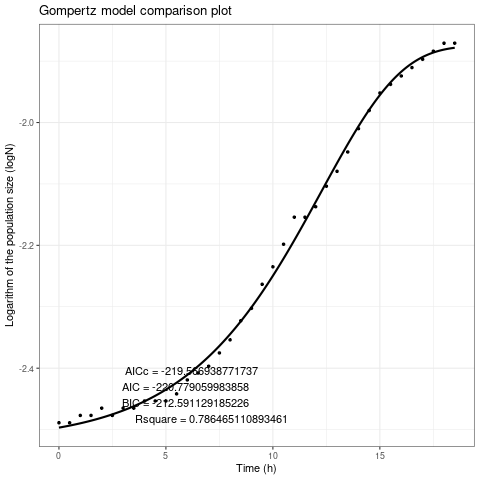 Gompertz model comparison plot
Logarithm of the population size (logN)
-2.0
-2.2
-2.4
AICc = -219.566938771737
AIC = -220.779059983858
BIC = -212.591129185226
Rsquare = 0.786465110893461
0 5 10 15
Time (h)